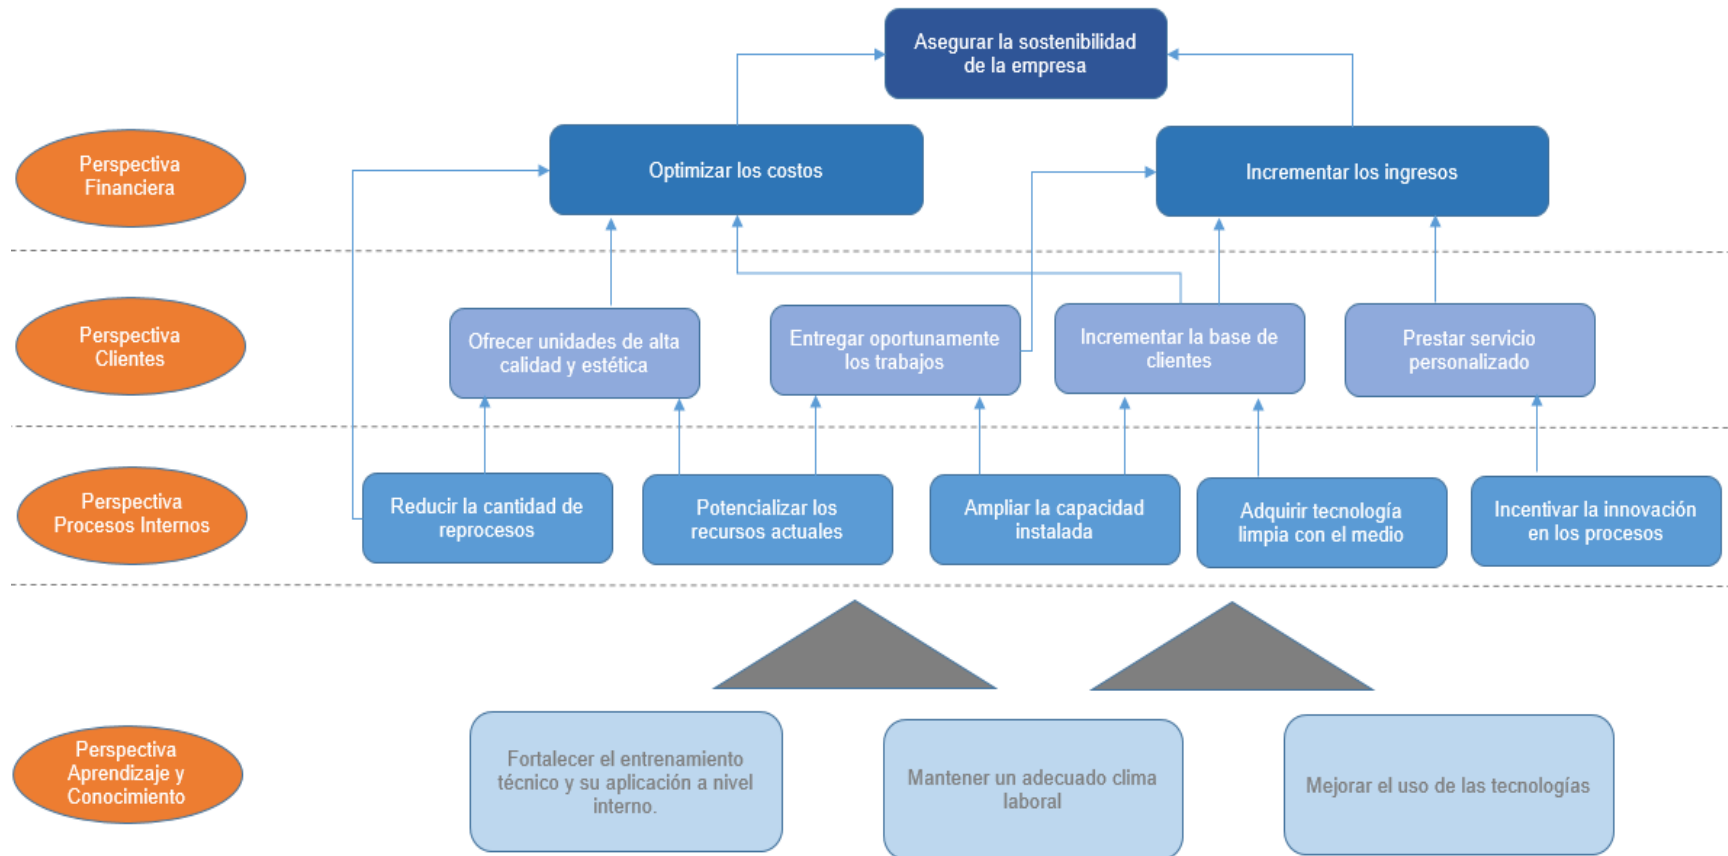 Asegurar la sostenibilidad
de la empresa
Perspectiva
Financiera
Optimizar los costos
Incrementar los ingresos
Perspectiva
Clientes
Ofrecer unidades de alta
calidad y estética
Entregar oportunamente
los trabajos
Incrementar la base de
clientes
Prestar servicio
personalizado
Perspectiva
Procesos Internos
Reducir la cantidad de
reprocesos
Potencializar los
recursos actuales
Ampliar la capacidad
instalada
Adquirir tecnología
limpia con el medio
Incentivar la innovación
en los procesos
Perspectiva
Aprendizaje y
Conocimiento
Fortalecer el entrenamiento
técnico y su aplicación a nivel
interno.
Mantener un adecuado clima
laboral
Mejorar el uso de las tecnologías